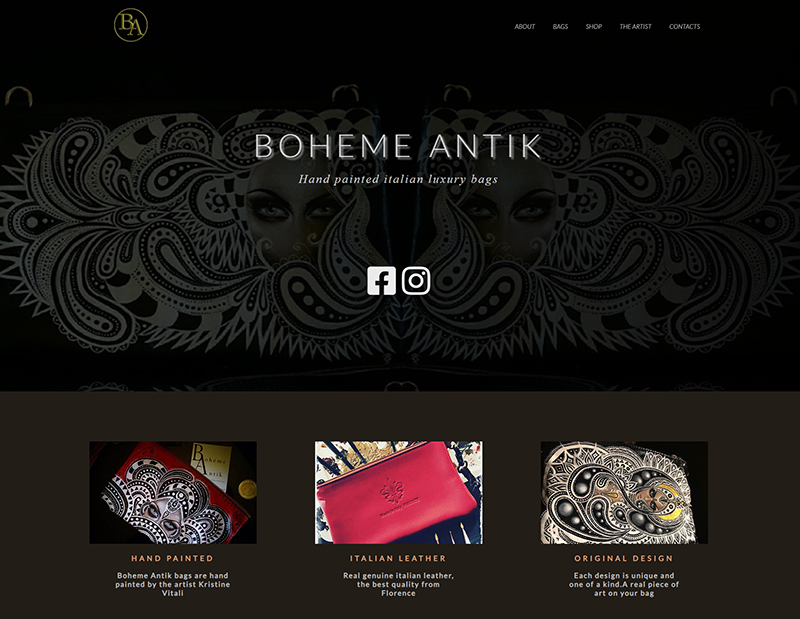 BA
ABOUT BAGS SHOP THE ARTIST CONTACTS
BOHEME ANTIK
Hand painted italian luxury bags
Boheme
Antik
HAND PAINTED
Boheme Antik bags are hand
painted by the artist Kristine
Vitali
ITALIAN LEATHER
Real genuine italian leather,
the best quality from
Florence
ORIGINAL DESIGN
Each design is unique and
one of a kind.A real piece of
art on your bag